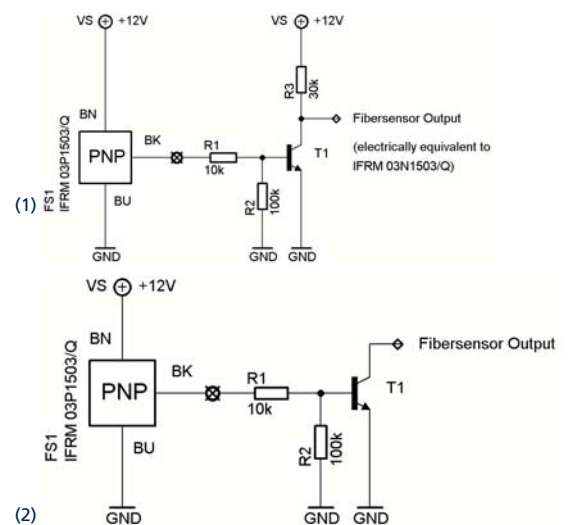 VS +12V
VS +12V
R3
30k
BN
Fibersensor Output
BK
R1
T1
(electrically equivalent to
PNP
IFRM 03N1503/Q)
10k
FS1
IFRM 03P1503/Q
R2
100k
BU
(1)
GND
GND
GND
VS +12V
BN
Fibersensor Output
BK
R1
T1
PNP
10k
FS1
IFRM 03P1503/Q
R2
100k
BU
(2)
GND
GND
GND